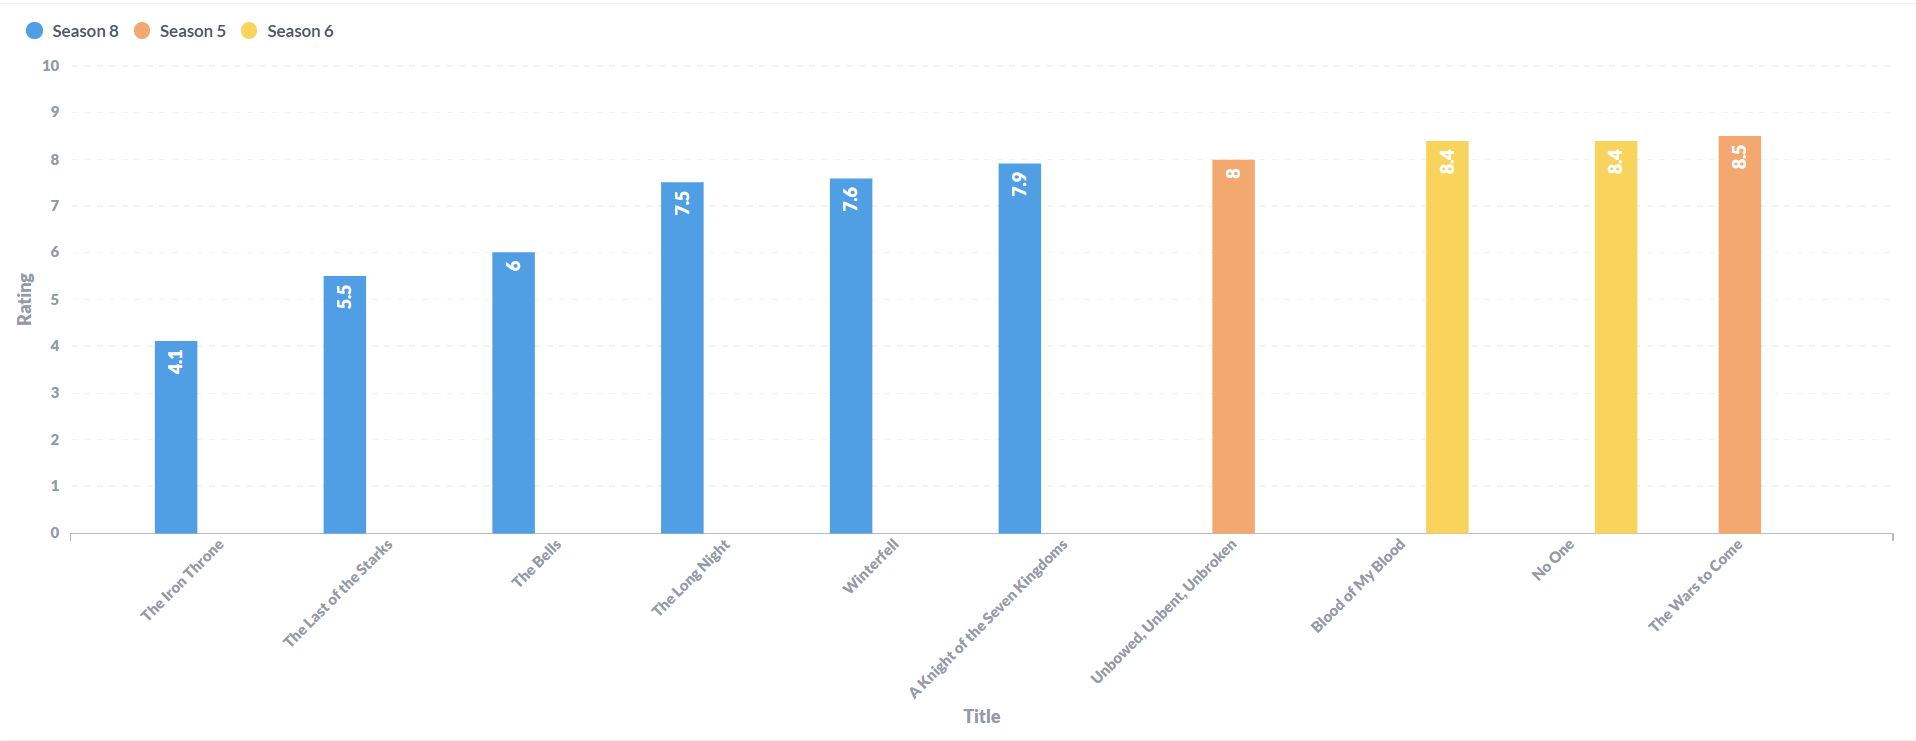 Season 8 Season 5 Season 6
10
9
8
7
6
5
4
3
2
1
0
Rating
4.1
5.5
6
7.5
7.6
7.9
8
8.4
8.4
8.5
The Iron Throne
The Last of the Starks
The Bells
The Long Night
Winterfell
A Knight of the Seven Kingdoms
Unbowed, Unbent, Unbroken
Blood of My Blood
No One
The Wars to Come
Title